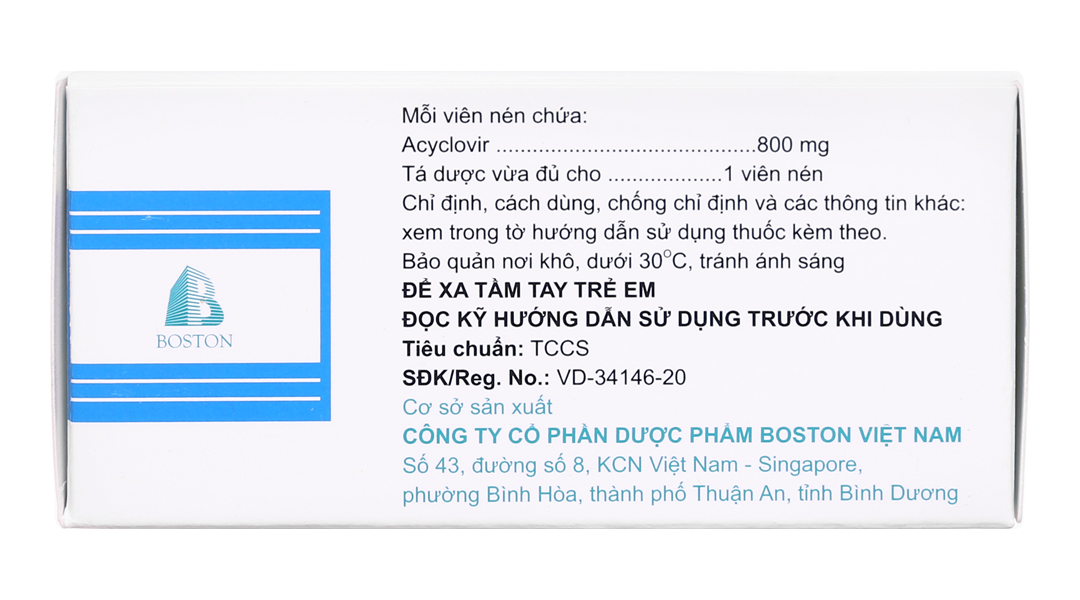 BOSTON
Mỗi viên nén chứa:
Acyclovir ...........................................800 mg
Tá dược vừa đủ cho ...................1 viên nén
Chỉ định, cách dùng, chống chỉ định và các thông tin khác:
xem trong tờ hướng dẫn sử dụng thuốc kèm theo.
Bảo quản nơi khô, dưới 30°C, tránh ánh sáng
ĐỂ XA TẦM TAY TRẺ EM
ĐỌC KỸ HƯỚNG DẪN SỬ DỤNG TRƯỚC KHI DÙNG
Tiêu chuẩn: TCCS
SĐK/Reg. No.: VD-34146-20
Cơ sở sản xuất
CÔNG TY CỔ PHẦN DƯỢC PHẨM BOSTON VIỆT NAM
Số 43, đường số 8, KCN Việt Nam - Singapore,
phường Bình Hòa, thành phố Thuận An, tỉnh Bình Dương